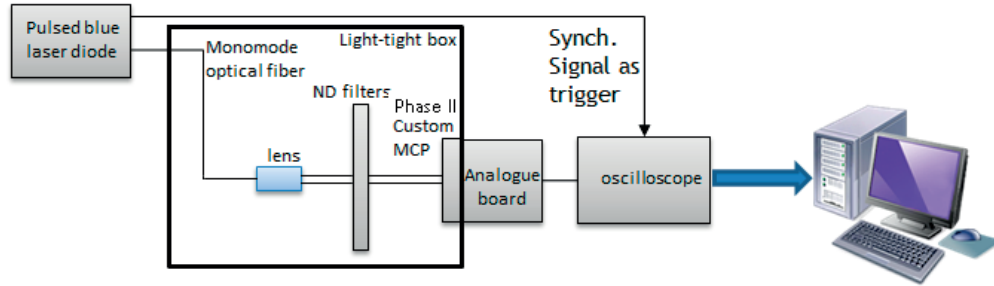 Pulsed blue
laser diode
Monomode
optical fiber
Light-tight box
ND filters
Phase II
Custom
MCP
lens
Analogue
board
Synch.
Signal as
trigger
oscilloscope